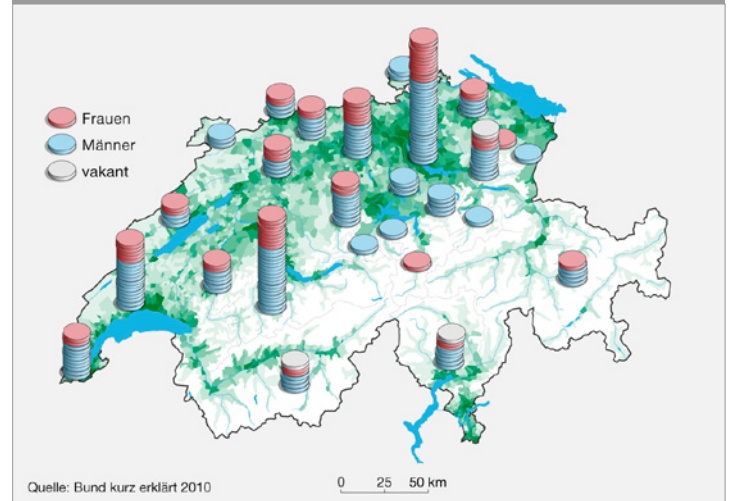 Frauen
Männer
vakant
Quelle: Bund kurz erklärt 2010
0 25 50 km